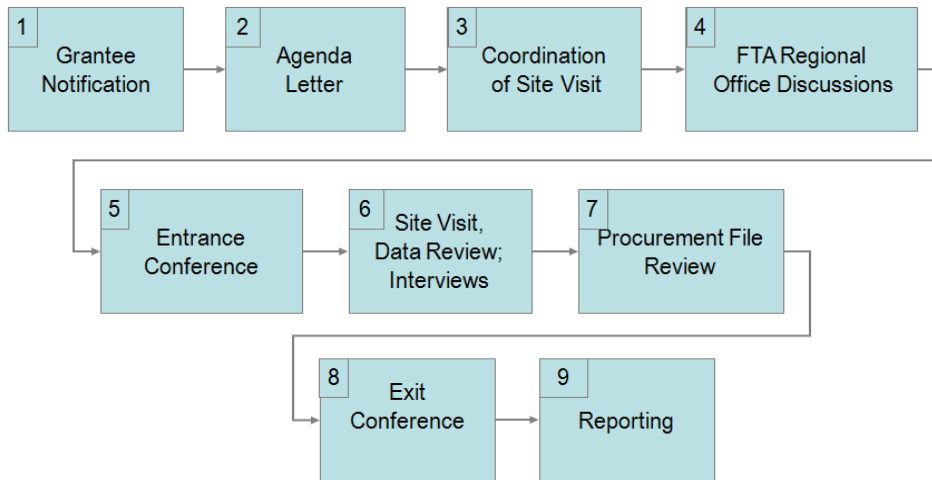 1
Grantee
Notification
2
Agenda
Letter
3
Coordination
of Site Visit
4
FTA Regional
Office Discussions
5
Entrance
Conference
6
Site Visit,
Data Review;
Interviews
7
Procurement File
Review
8
Exit
Conference
9
Reporting